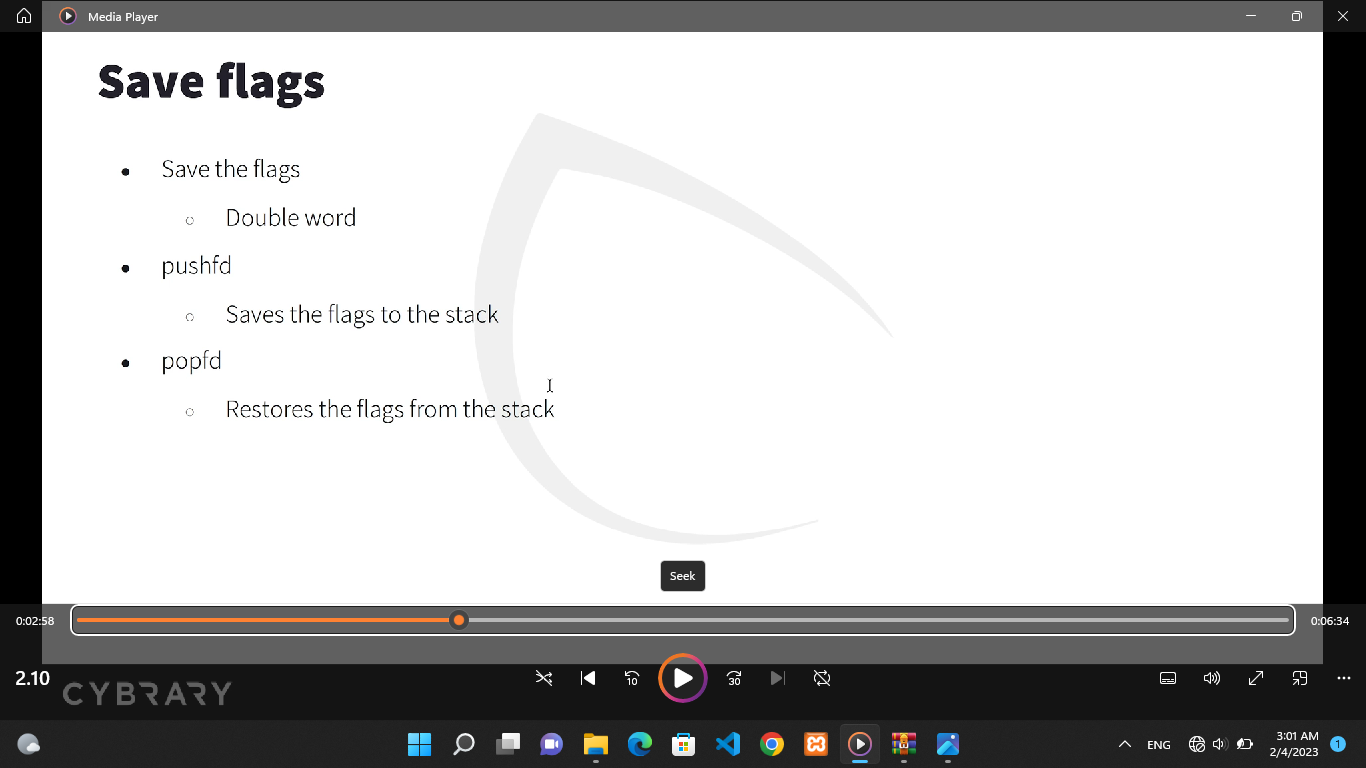 Media Player
Save flags
Save the flags
Double word
pushfd
Saves the flags to the stack
popfd
Restores the flags from the stack
Seek
0:02:58
0:06:34
2.10
CYBRARY
10
30
ENG
3:01 AM
2/4/2023
1